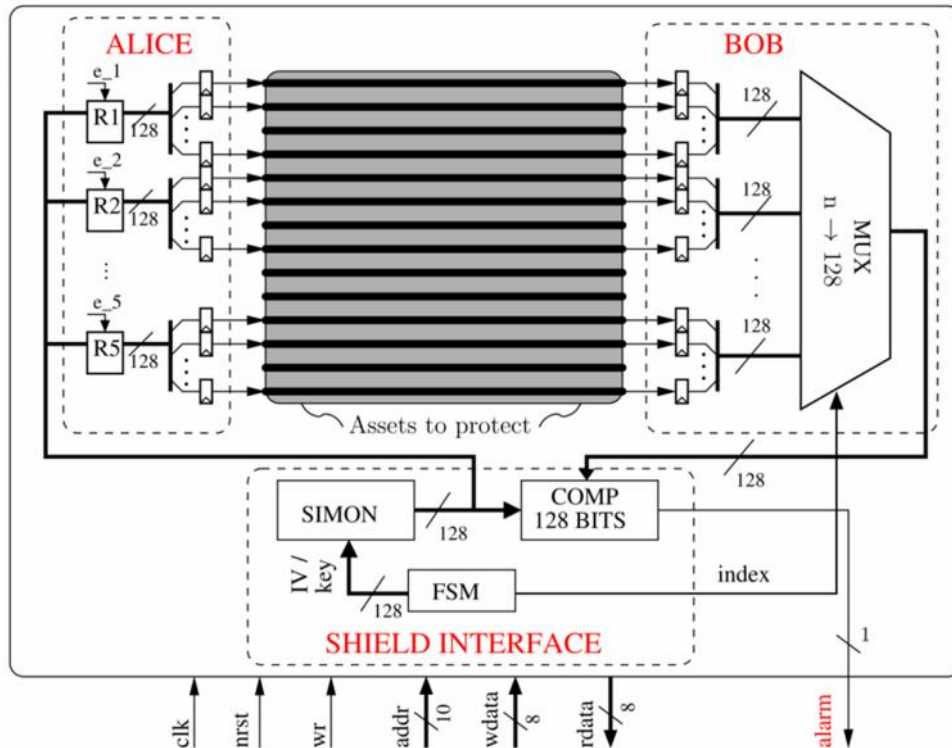 ALICE
BOB
e_1
R1
128
e_2
R2
128
...
e_5
R5
128
128
128
128
MUX
n → 128
Assets to protect
128
SIMON
128
COMP
128 BITS
IV /
key
128
FSM
index
SHIELD INTERFACE
1
clk
nrst
wr
addr
10
wdata
8
rdata
8
alarm